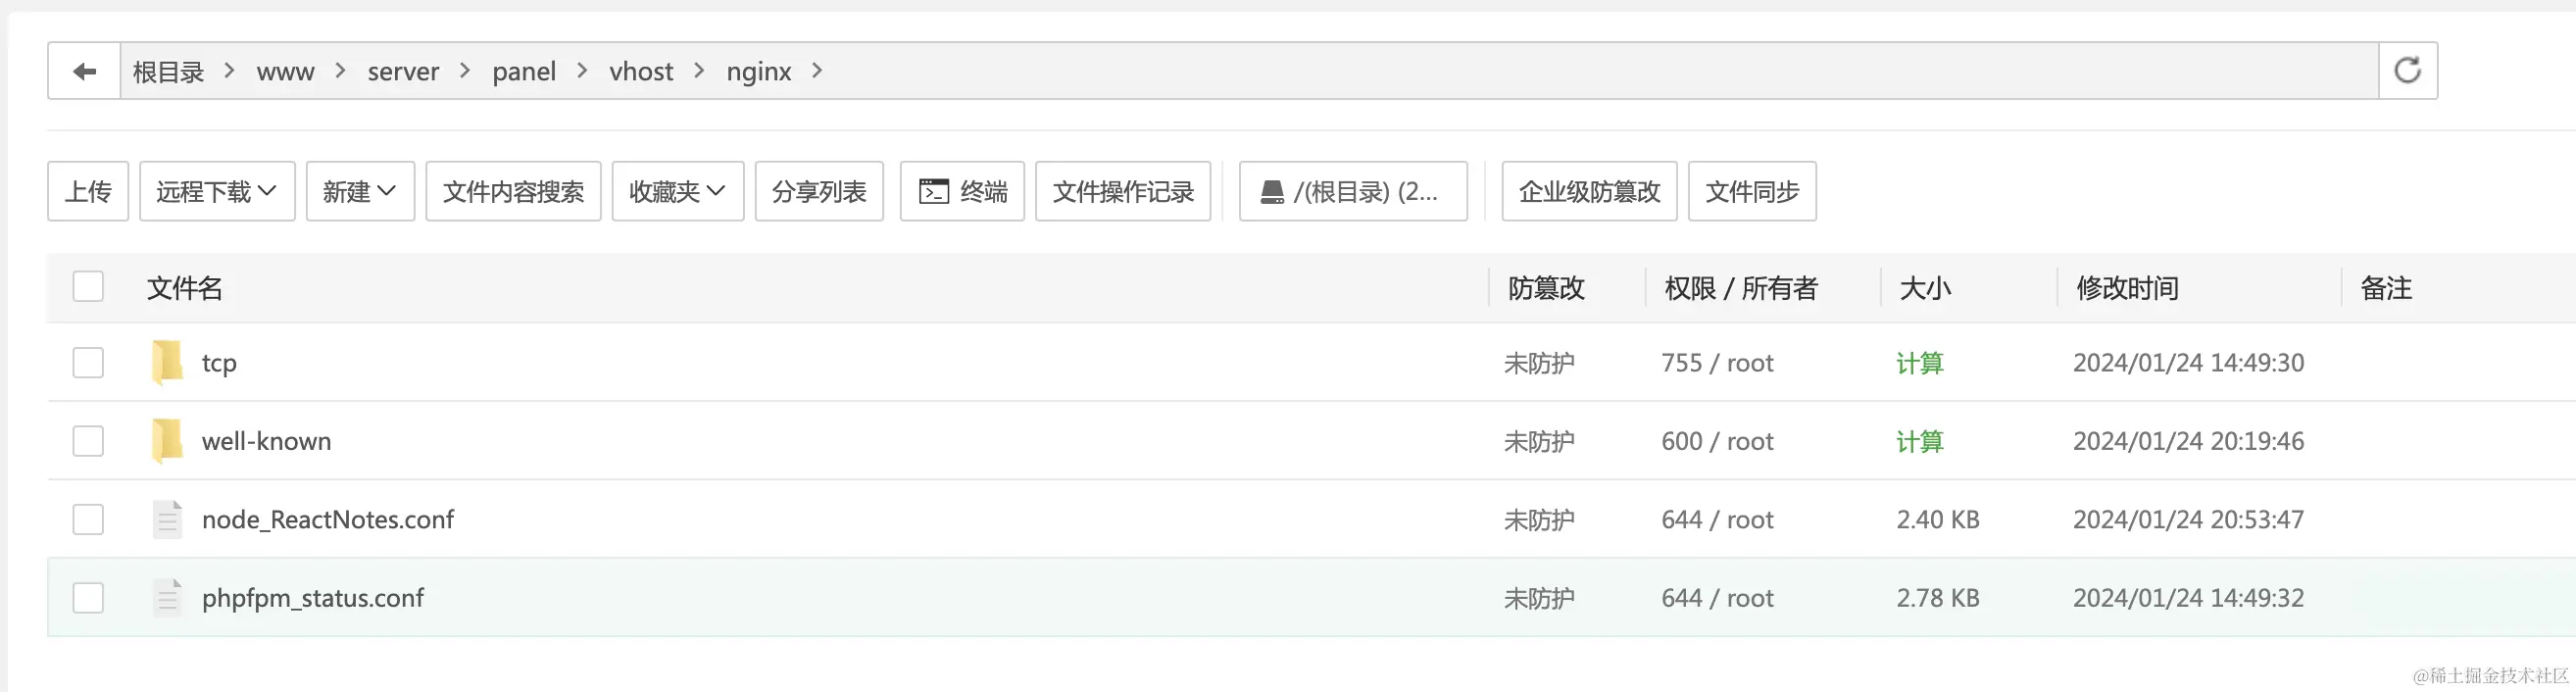 根目录 > www > server > panel > vhost > nginx >
上传 远程下载 新建 文件内容搜索 收藏夹 分享列表 终端 文件操作记录 /(根目录) (2... 企业级防篡改 文件同步
文件名 防篡改 权限 / 所有者 大小 修改时间 备注
tcp 未防护 755 / root 计算 2024/01/24 14:49:30
well-known 未防护 600 / root 计算 2024/01/24 20:19:46
node_ReactNotes.conf 未防护 644 / root 2.40 KB 2024/01/24 20:53:47
phpfpm_status.conf 未防护 644 / root 2.78 KB 2024/01/24 14:49:32
@稀土掘金技术社区